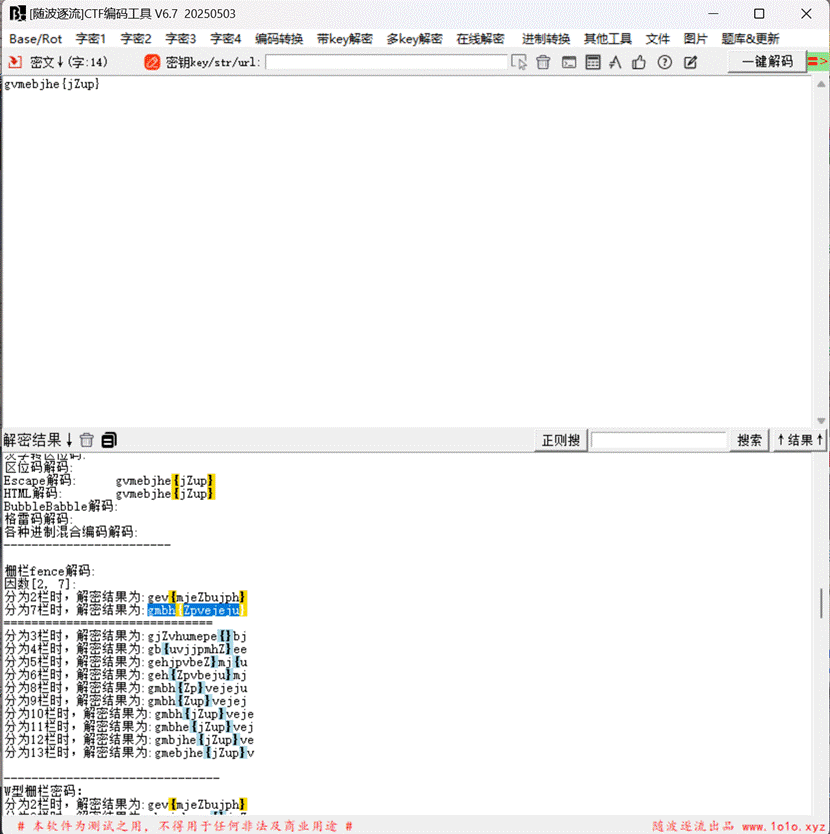 [随波逐流]CTF编码工具 V6.7 20250503
Base/Rot 字密1 字密2 字密3 字密4 编码转换 带key解密 多key解密 在线解密 进制转换 其他工具 文件 图片 题库&更新
密文↓(字:14) 密钥key/str/url: 一键解码 =>
gvmebjhe{jZup}
解密结果↓ 正则搜 搜索 ↑结果↑
汉字转区位码:
区位码解码:
Escape解码: gvmebjhe{jZup}
HTML解码: gvmebjhe{jZup}
BubbleBabble解码:
格雷码解码:
各种进制混合编码解码:
------------------------
栅栏fence解码:
因数[2, 7]:
分为2栏时，解密结果为:gev{mjeZbujph}
分为7栏时，解密结果为:gmbh{Zpvejeju}
==============================
分为3栏时，解密结果为:gjZvhumepe{}bj
分为4栏时，解密结果为:gb{uvjjpmhZ}ee
分为5栏时，解密结果为:gehjpvbeZ}mj{u
分为6栏时，解密结果为:geh{Zpvbeju}mj
分为8栏时，解密结果为:gmbh{Zp}vejeju
分为9栏时，解密结果为:gmbh{Zup}vejej
分为10栏时，解密结果为:gmbh{jZup}veje
分为11栏时，解密结果为:gmbhe{jZup}vej
分为12栏时，解密结果为:gmbjhe{jZup}ve
分为13栏时，解密结果为:gmebjhe{jZup}v
-------------------------------
W型栅栏密码:
分为2栏时，解密结果为:gev{mjeZbujph}
# 本软件为测试之用，不得用于任何非法及商业用途 # 随波逐流出品 www.1o1o.xyz